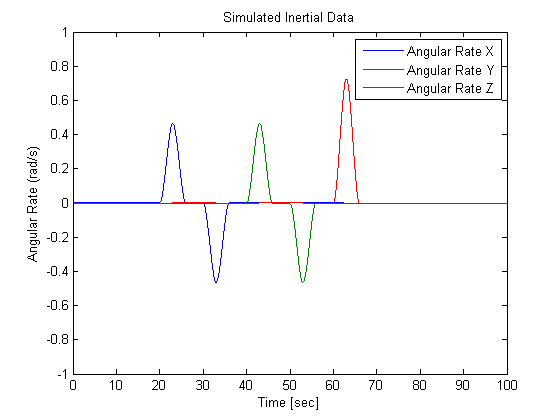 Simulated Inertial Data
Angular Rate X
Angular Rate Y
Angular Rate Z
Angular Rate (rad/s)
1
0.8
0.6
0.4
0.2
0
-0.2
-0.4
-0.6
-0.8
-1
0 10 20 30 40 50 60 70 80 90 100
Time [sec]